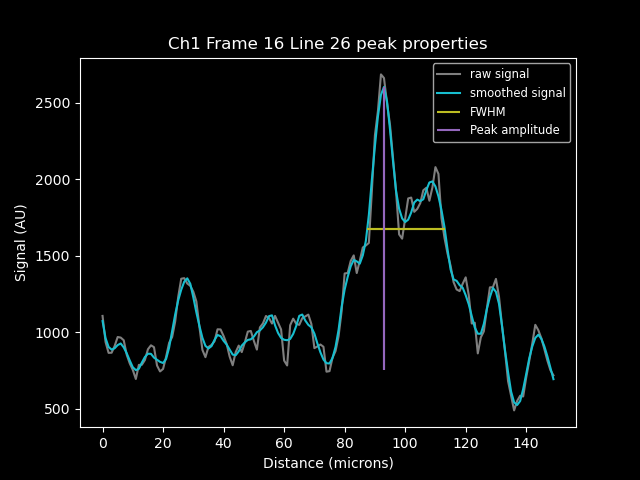 Ch1 Frame 16 Line 26 peak properties
raw signal
smoothed signal
FWHM
Peak amplitude
2500
2000
1500
1000
500
Signal (AU)
0 20 40 60 80 100 120 140
Distance (microns)